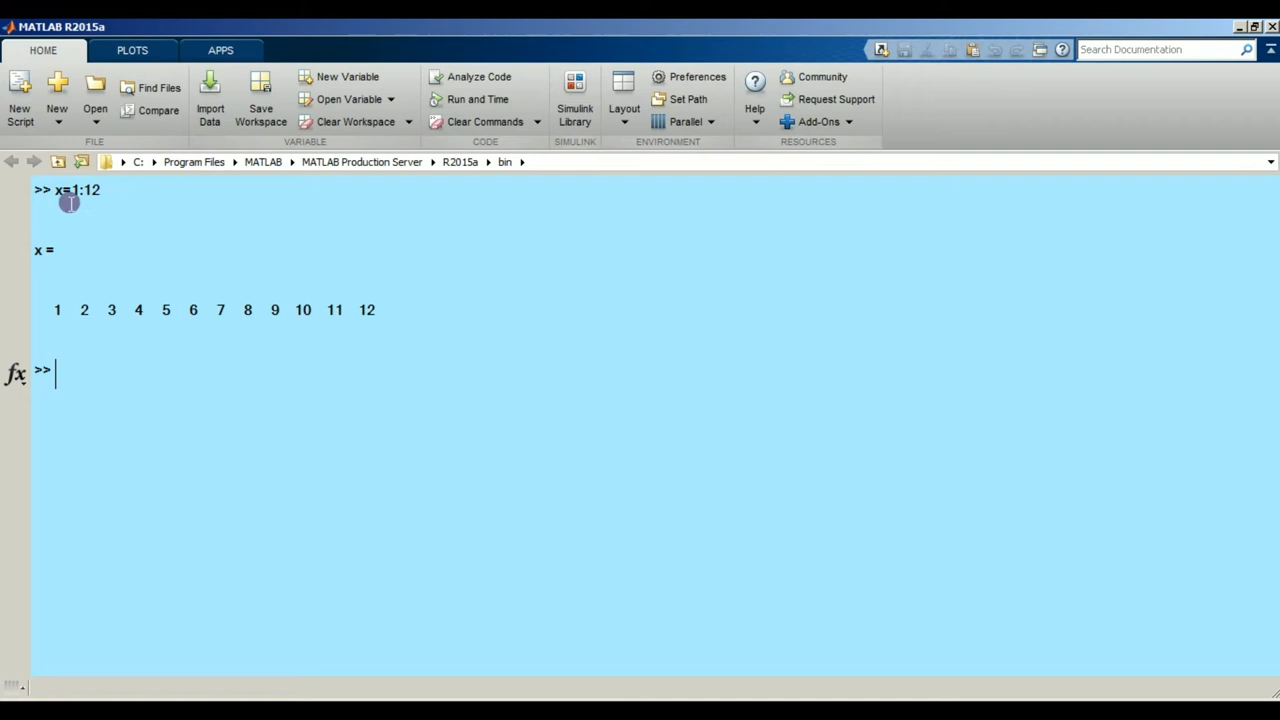 MATLAB R2015a
HOME PLOTS APPS Search Documentation
New Script New Open Find Files Compare Import Data Save Workspace New Variable Open Variable Clear Workspace Analyze Code Run and Time Clear Commands Simulink Library Layout Preferences Set Path Parallel Help Community Request Support Add-Ons
FILE VARIABLE CODE SIMULINK ENVIRONMENT RESOURCES
C: Program Files MATLAB MATLAB Production Server R2015a bin
>> x=1:12
x =
1 2 3 4 5 6 7 8 9 10 11 12
fx >>